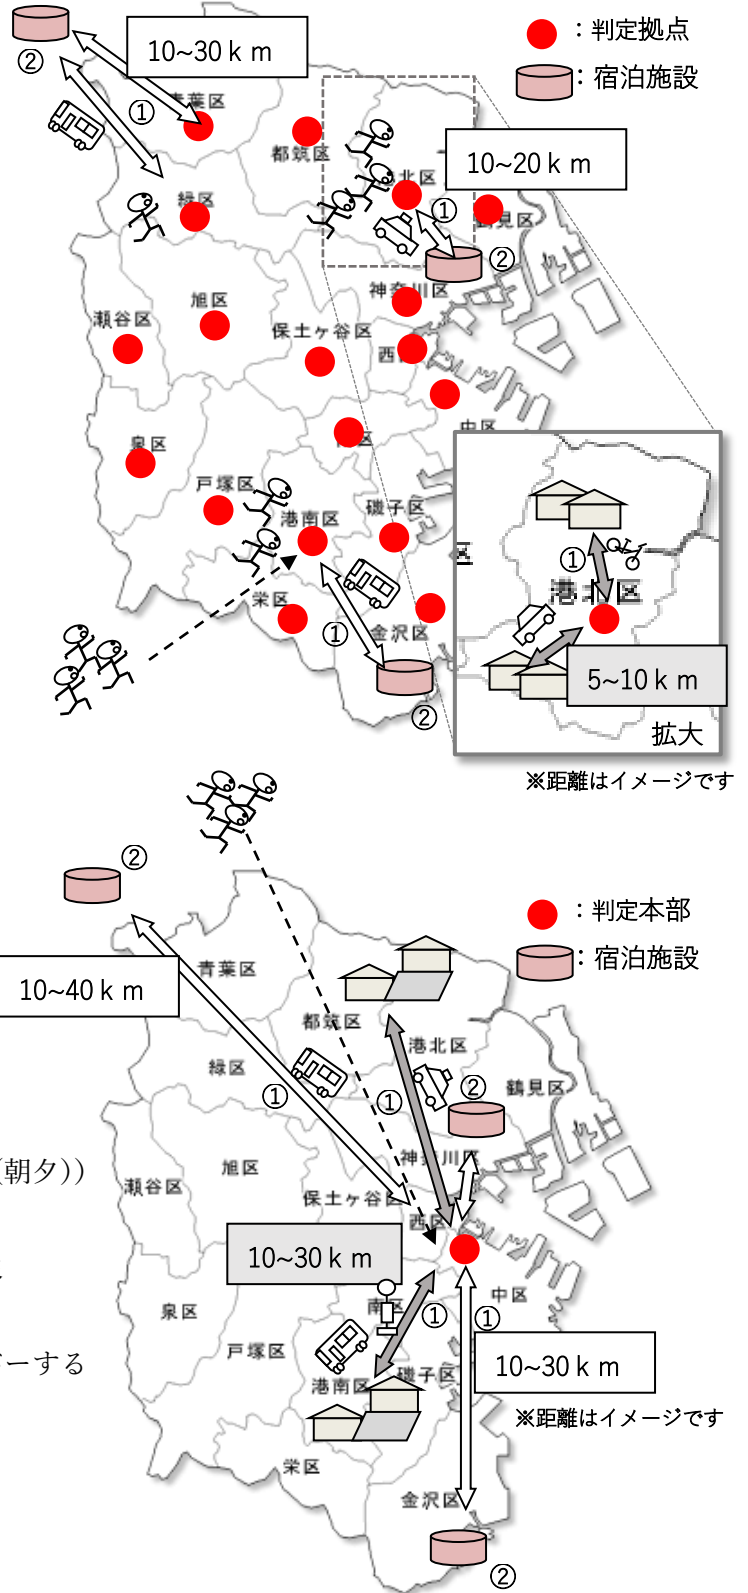 ②
10~30ｋｍ
：判定拠点
：宿泊施設
①
青葉区
都筑区
港北区
10~20ｋｍ
緑区
①
鶴見区
②
神奈川区
旭区
瀬谷区
保土ヶ谷区
西
中区
泉区
区
戸塚区
港南区
磯子区
①
栄区
金沢区
①
②
港北区
5~10ｋｍ
拡大
※距離はイメージです
②
：判定本部
：宿泊施設
青葉区
10~40ｋｍ
都筑区
港北区
緑区
①
①
②
鶴見区
神奈川区
朝夕））
旭区
瀬谷区
保土ヶ谷区
西区
10~30ｋｍ
中区
泉区
南区
①
①
戸塚区
ーする
10~30ｋｍ
港南区
磯子区
※距離はイメージです
栄区
金沢区
②